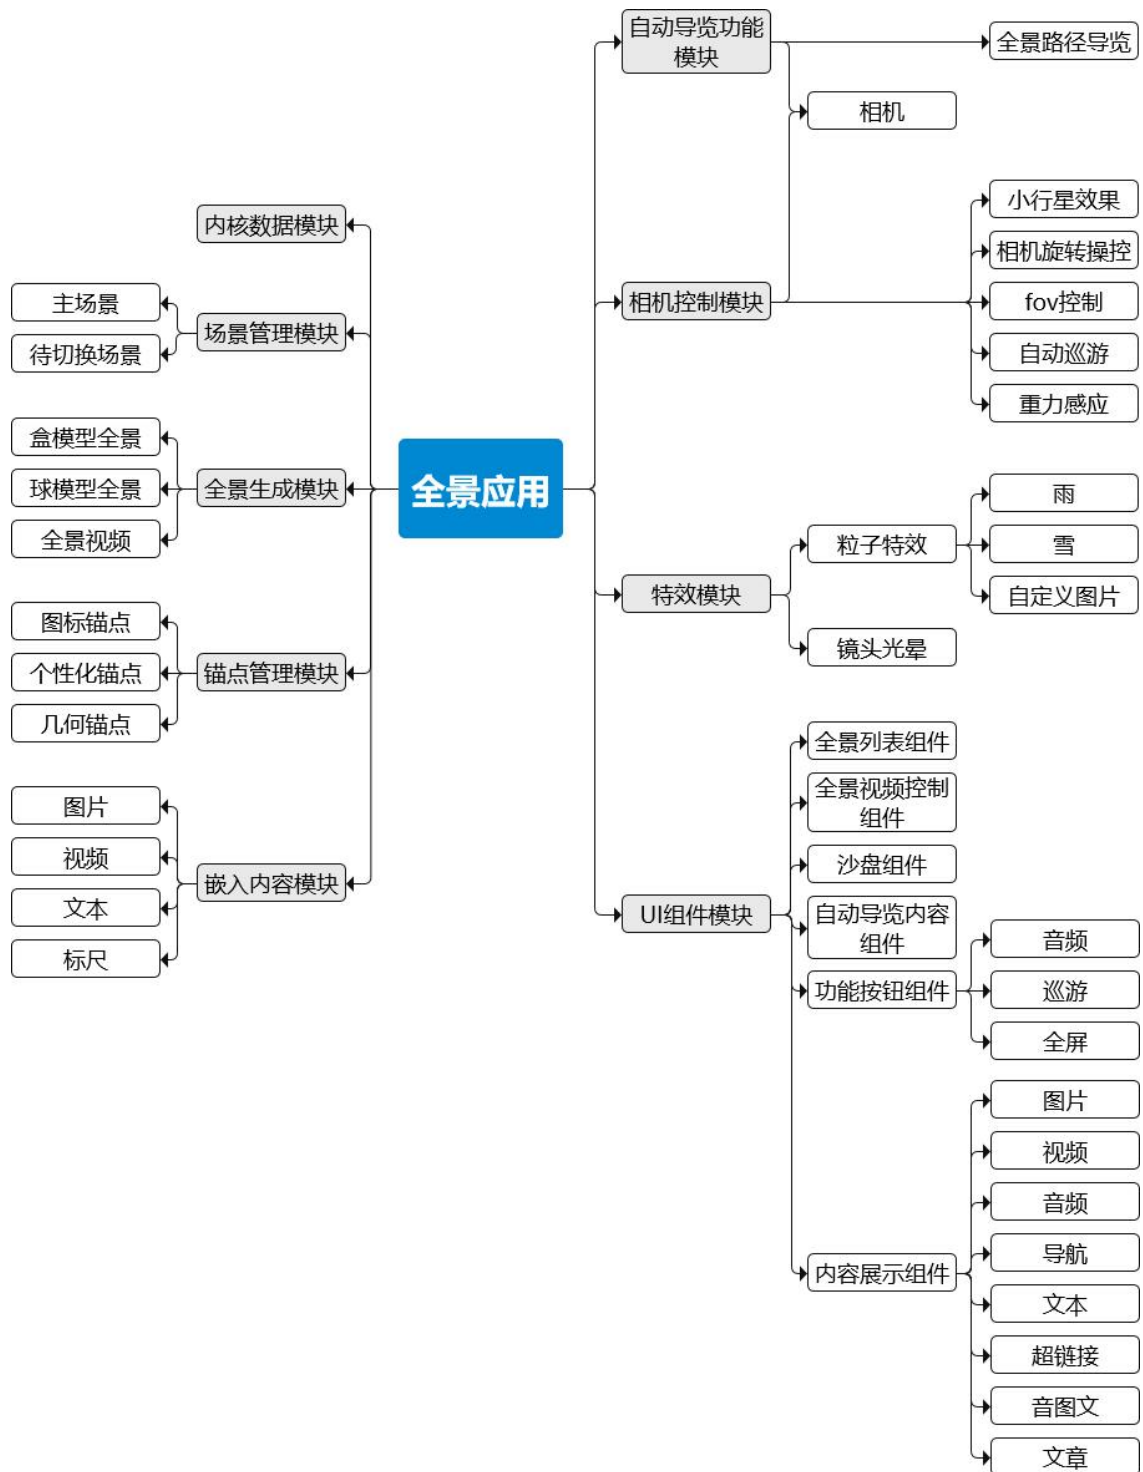 自动导览功能
模块
全景路径导览
相机
内核数据模块
小行星效果
相机旋转操控
主场景
相机控制模块
fov控制
场景管理模块
待切换场景
自动巡游
重力感应
盒模型全景
全景应用
球模型全景
全景生成模块
雨
全景视频
粒子特效
雪
特效模块
自定义图片
图标锚点
镜头光晕
个性化锚点
锚点管理模块
几何锚点
全景列表组件
图片
全景视频控制
组件
视频
沙盘组件
嵌入内容模块
文本
UI组件模块
自动导览内容
组件
音频
标尺
功能按钮组件
巡游
全屏
图片
视频
音频
导航
内容展示组件
文本
超链接
音图文
文章